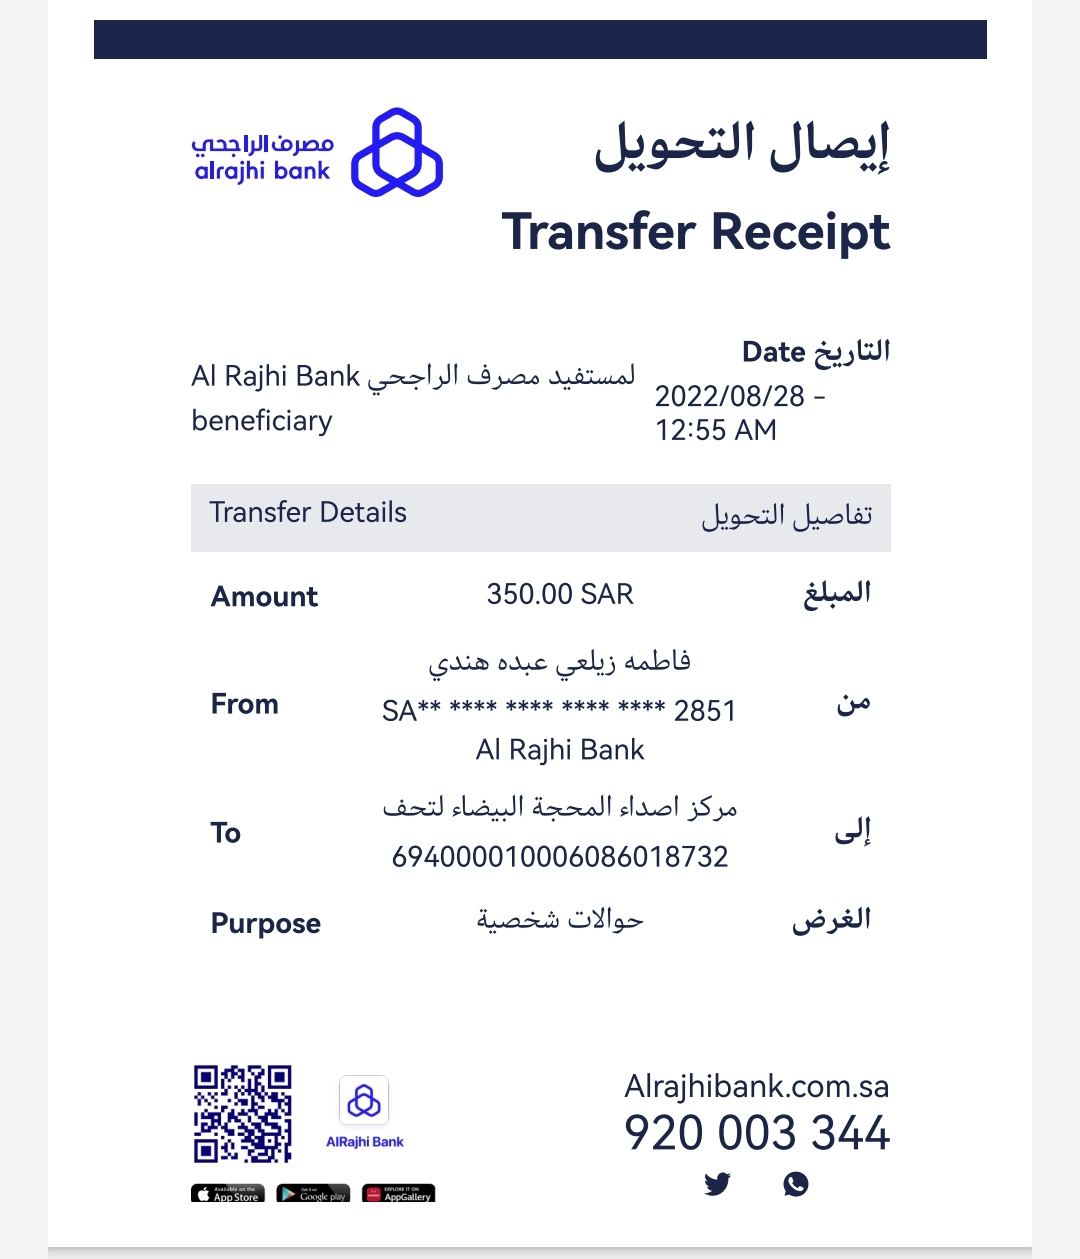 مصرف الراجحي
alrajhi bank
إيصال التحويل
Transfer Receipt
التاريخ Date
2022/08/28 -
12:55 AM
لمستفيد مصرف الراجحي Al Rajhi Bank
beneficiary
Transfer Details تفاصيل التحويل
Amount 350.00 SAR المبلغ
فاطمه زيلعي عبده هندي
From SA** **** **** **** **** 2851 من
Al Rajhi Bank
مركز اصداء المحجة البيضاء لتحف
To 694000010006086018732 إلى
Purpose حوالات شخصية الغرض
AlRajhi Bank
Available on the App Store
Get it on Google play
EXPLORE IT ON AppGallery
Alrajhibank.com.sa
920 003 344